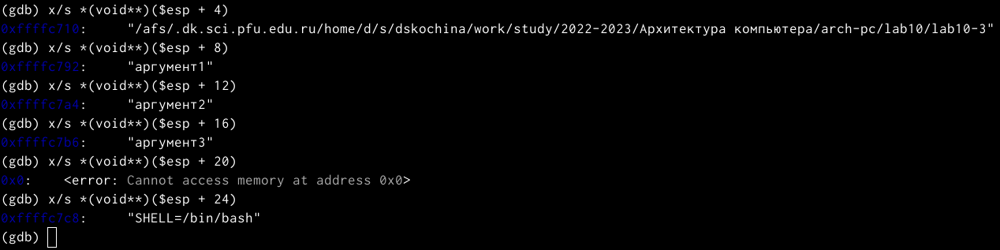 (gdb) x/s *(void**)($esp + 4)
0xffffc710:     "/afs/.dk.sci.pfu.edu.ru/home/d/s/dskochina/work/study/2022-2023/Архитектура компьютера/arch-pc/lab10/lab10-3"
(gdb) x/s *(void**)($esp + 8)
0xffffc792:     "аргумент1"
(gdb) x/s *(void**)($esp + 12)
0xffffc7a4:     "аргумент2"
(gdb) x/s *(void**)($esp + 16)
0xffffc7b6:     "аргумент3"
(gdb) x/s *(void**)($esp + 20)
0x0:    <error: Cannot access memory at address 0x0>
(gdb) x/s *(void**)($esp + 24)
0xffffc7c8:     "SHELL=/bin/bash"
(gdb)